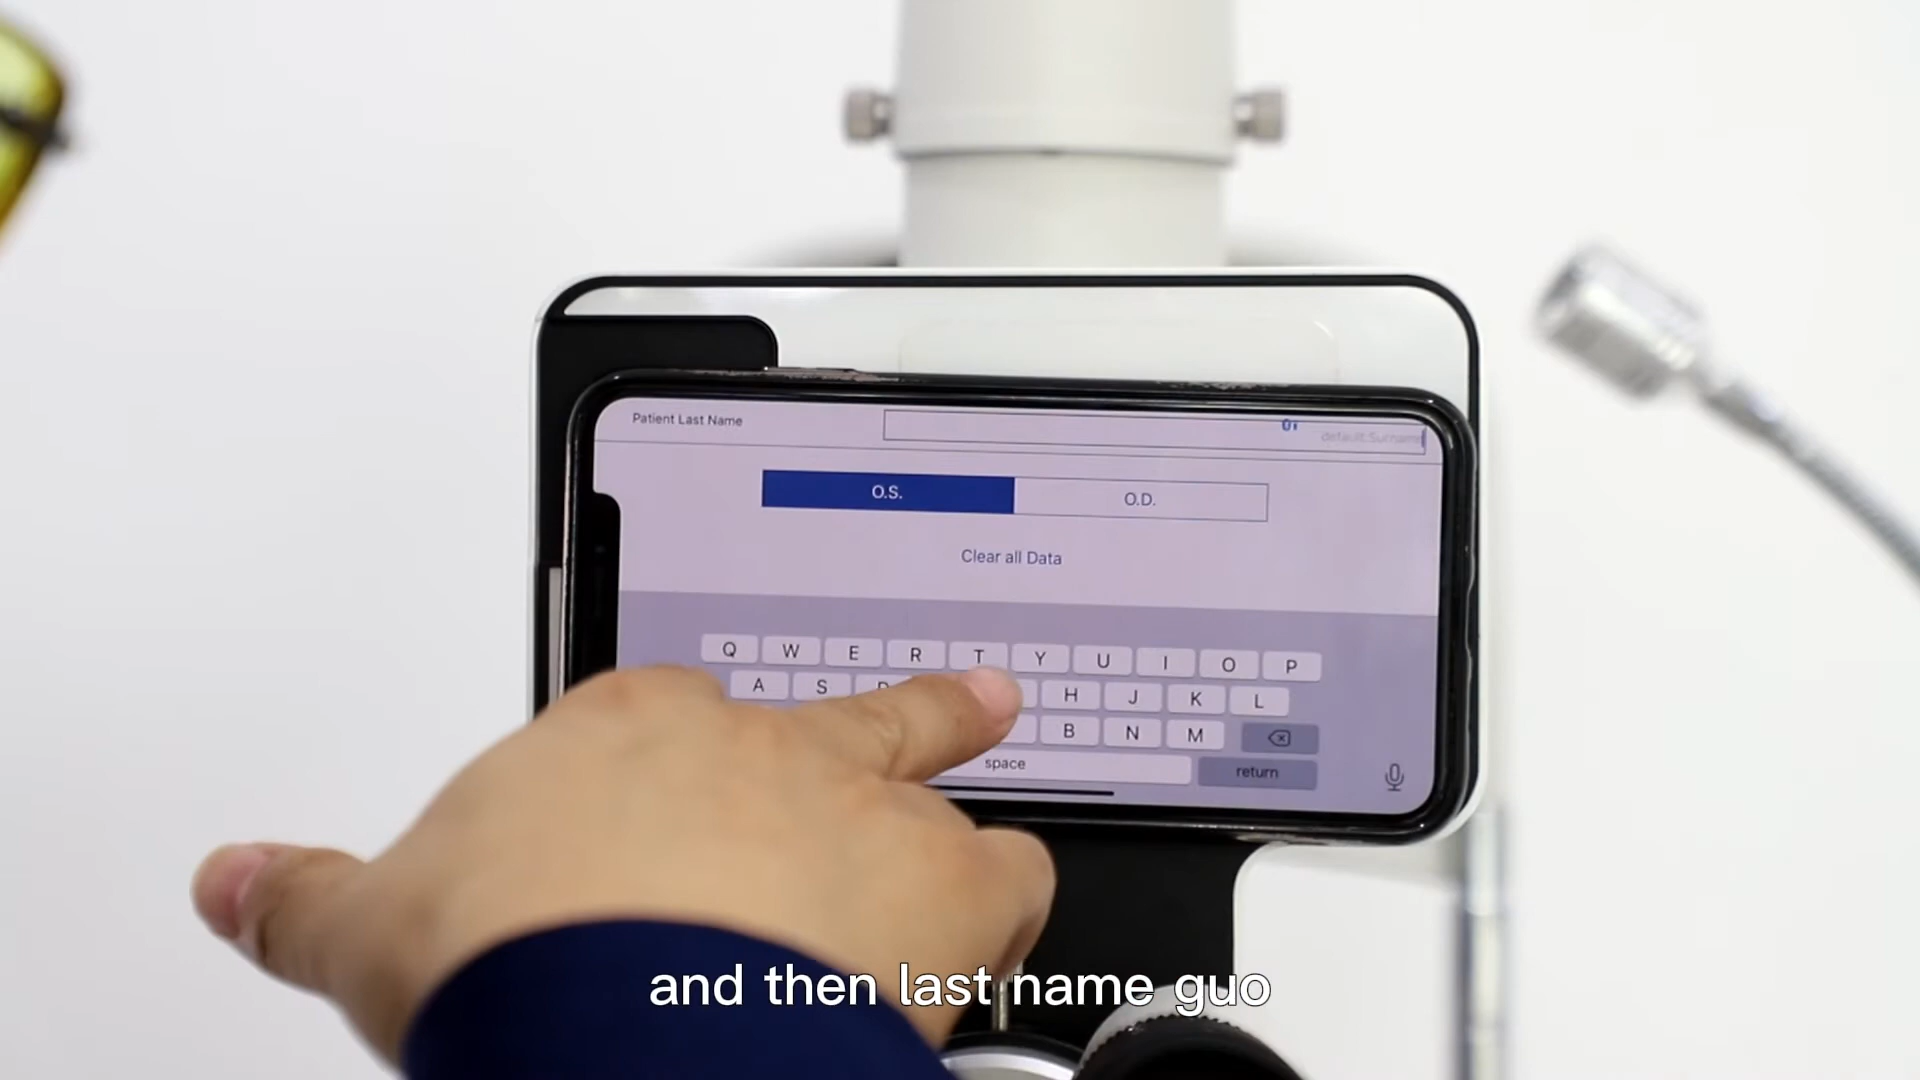 Patient Last Name
default:Surname
O.S. O.D.
Clear all Data
Q W E R T Y U I O P
A S D H J K L
B N M
space return
and then last name guo